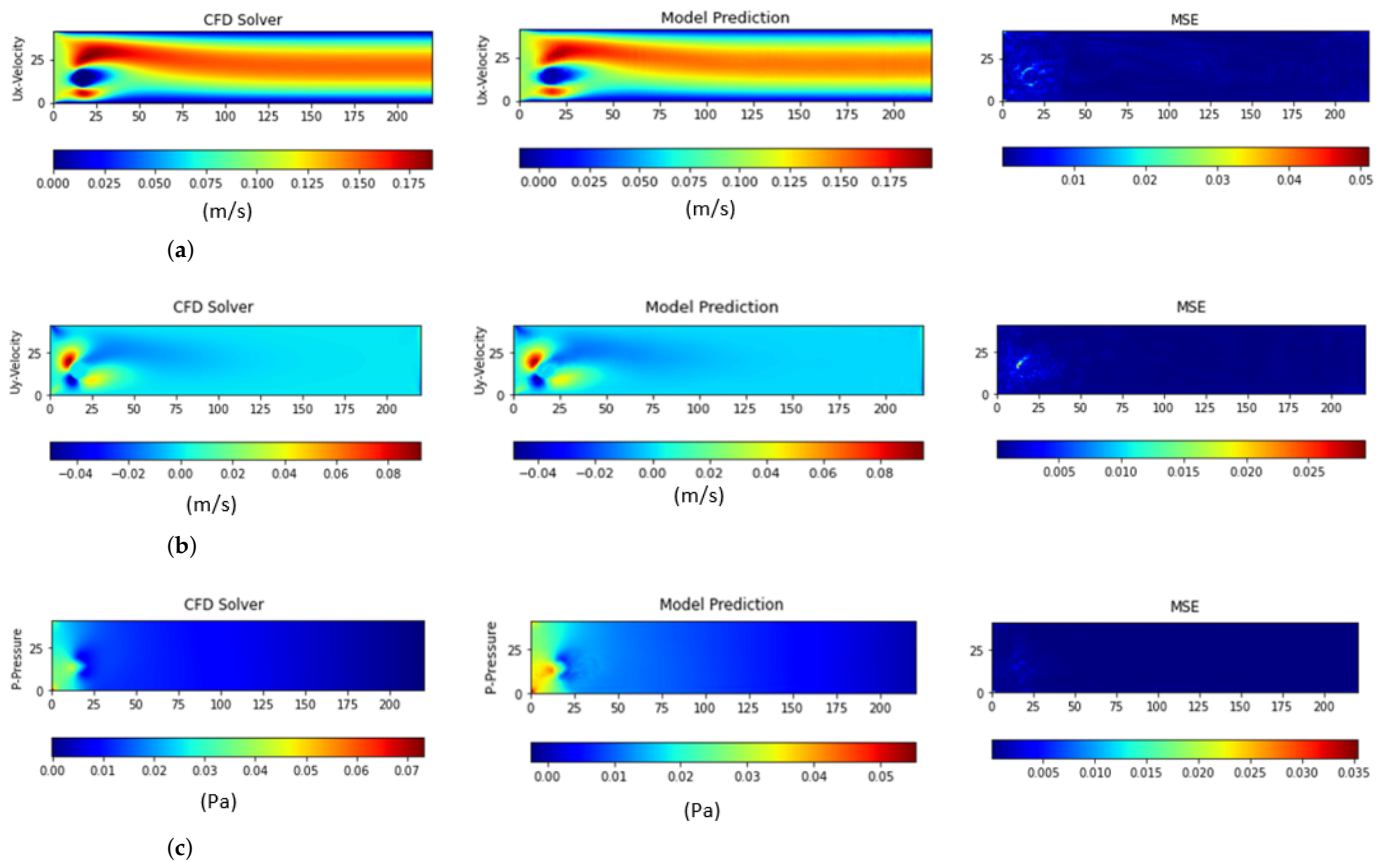 CFD Solver
Model Prediction
MSE
Ux-Velocity
25
0
0 25 50 75 100 125 150 175 200
0.000 0.025 0.050 0.075 0.100 0.125 0.150 0.175
(m/s)
Ux-Velocity
25
0
0 25 50 75 100 125 150 175 200
0.000 0.025 0.050 0.075 0.100 0.125 0.150 0.175
(m/s)
25
0
0 25 50 75 100 125 150 175 200
0.01 0.02 0.03 0.04 0.05
(a)
CFD Solver
Model Prediction
MSE
Uy-Velocity
25
0
0 25 50 75 100 125 150 175 200
−0.04 −0.02 0.00 0.02 0.04 0.06 0.08
(m/s)
Uy-Velocity
25
0
0 25 50 75 100 125 150 175 200
−0.04 −0.02 0.00 0.02 0.04 0.06 0.08
(m/s)
25
0
0 25 50 75 100 125 150 175 200
0.005 0.010 0.015 0.020 0.025
(b)
CFD Solver
Model Prediction
MSE
P-Pressure
25
0
0 25 50 75 100 125 150 175 200
0.00 0.01 0.02 0.03 0.04 0.05 0.06 0.07
(Pa)
P-Pressure
25
0
0 25 50 75 100 125 150 175 200
0.00 0.01 0.02 0.03 0.04 0.05
(Pa)
25
0
0 25 50 75 100 125 150 175 200
0.005 0.010 0.015 0.020 0.025 0.030 0.035
(c)